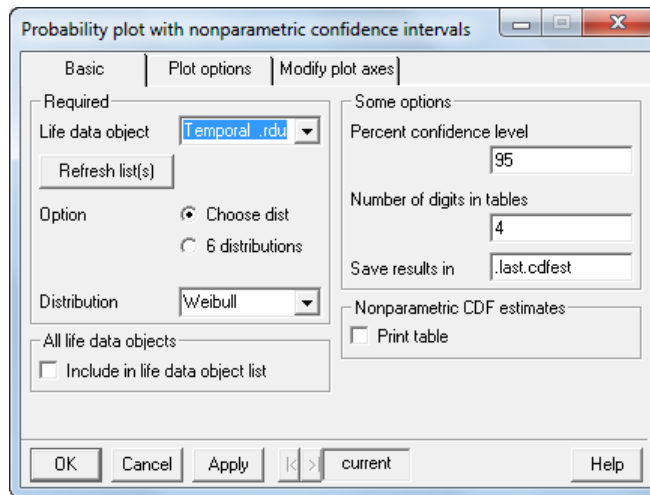 Probability plot with nonparametric confidence intervals
Basic
Plot options
Modify plot axes
Required
Life data object
Temporal .rdu
Refresh list(s)
Option
Choose dist
6 distributions
Distribution
Weibull
All life data objects
Include in life data object list
Some options
Percent confidence level
95
Number of digits in tables
4
Save results in
.last.cdfest
Nonparametric CDF estimates
Print table
OK
Cancel
Apply
current
Help